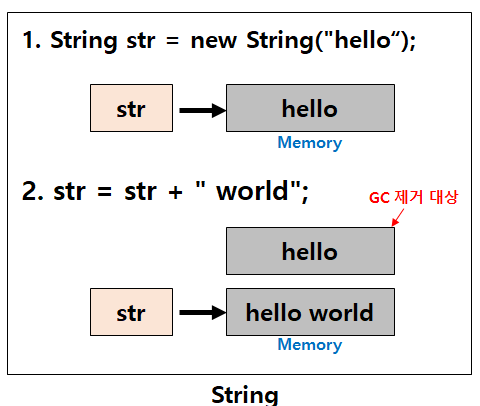 1. String str = new String("hello“);
str
hello
Memory
2. str = str + " world";
GC 제거 대상
hello
str
hello world
Memory
String